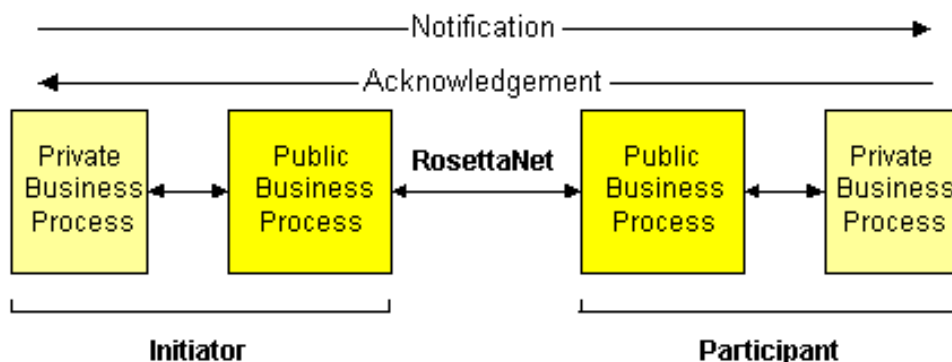 Notification
Acknowledgement
Private
Business
Process
Public
Business
Process
RosettaNet
Public
Business
Process
Private
Business
Process
Initiator
Participant